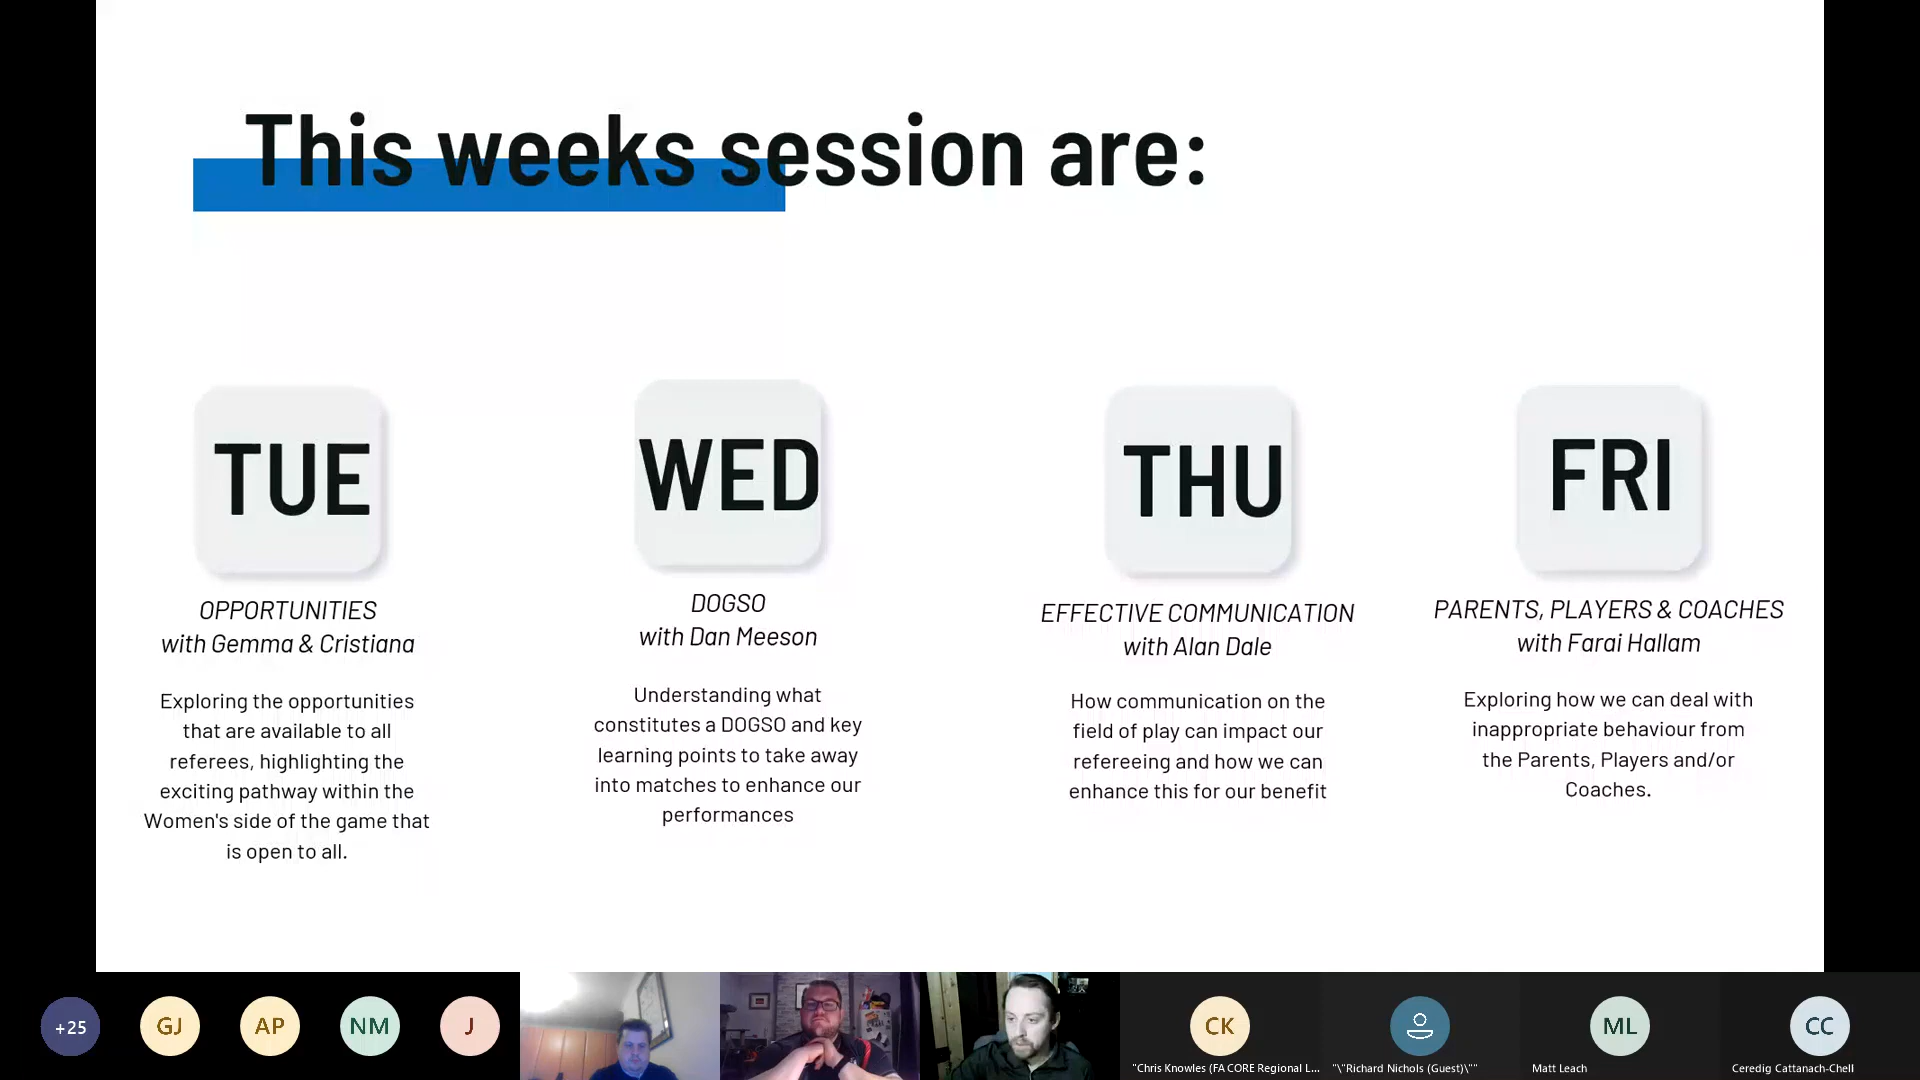 This weeks session are:
TUE
OPPORTUNITIES
with Gemma & Cristiana
Exploring the opportunities
that are available to all
referees, highlighting the
exciting pathway within the
Women's side of the game that
is open to all.
WED
DOGSO
with Dan Meeson
Understanding what
constitutes a DOGSO and key
learning points to take away
into matches to enhance our
performances
THU
EFFECTIVE COMMUNICATION
with Alan Dale
How communication on the
field of play can impact our
refereeing and how we can
enhance this for our benefit
FRI
PARENTS, PLAYERS & COACHES
with Farai Hallam
Exploring how we can deal with
inappropriate behaviour from
the Parents, Players and/or
Coaches.
+25
GJ
AP
NM
J
CK
"Chris Knowles (FA CORE Regional L...
"\"Richard Nichols (Guest)\""
ML
Matt Leach
CC
Ceredig Cattanach-Chell